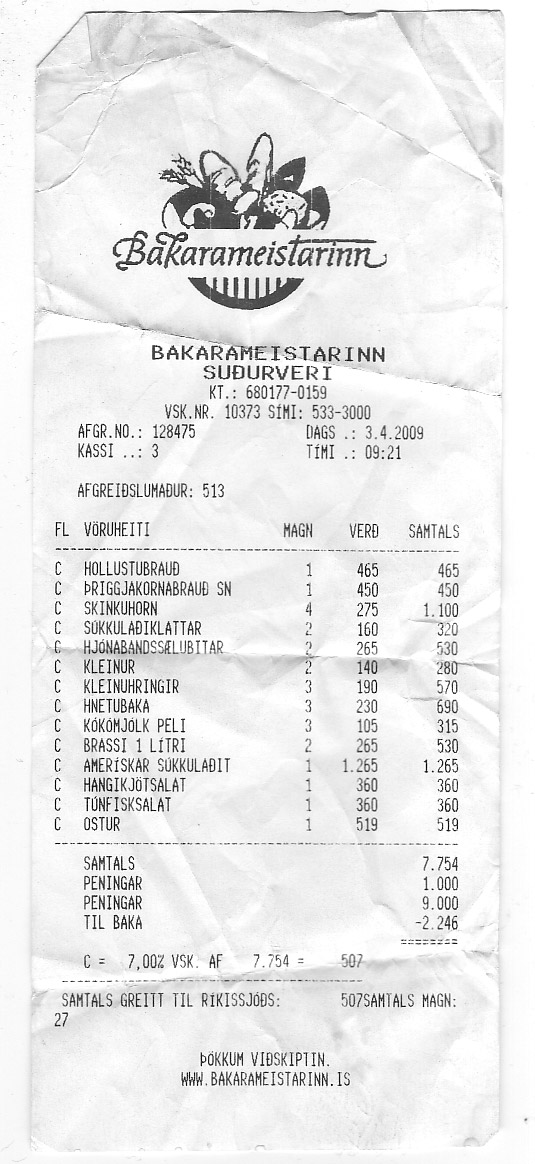 Bakarameistarinn
BAKARAMEISTARINN
SUÐURVERI
KT.: 680177-0159
VSK.NR. 10373 SÍMI: 533-3000
AFGR.NO.: 128475 DAGS .: 3.4.2009
KASSI ..: 3 TÍMI .: 09:21
AFGREIÐSLUMAÐUR: 513
FL VÖRUHEITI MAGN VERÐ SAMTALS
C HOLLUSTUBRAUÐ 1 465 465
C ÞRIGGJAKORNABRAUÐ SN 1 450 450
C SKINKUHORN 4 275 1.100
C SÚKKULAÐIKLATTAR 2 160 320
C HJÓNABANDSSÆLUBITAR 2 265 530
C KLEINUR 2 140 280
C KLEINUHRINGIR 3 190 570
C HNETUBAKA 3 230 690
C KÓKÓMJÓLK PELI 3 105 315
C BRASSI 1 LÍTRI 2 265 530
C AMERÍSKAR SÚKKULAÐIT 1 1.265 1.265
C HANGIKJÖTSALAT 1 360 360
C TÚNFISKSALAT 1 360 360
C OSTUR 1 519 519
SAMTALS 7.754
PENINGAR 1.000
PENINGAR 9.000
TIL BAKA -2.246
========
C = 7,00% VSK. AF 7.754 = 507
SAMTALS GREITT TIL RÍKISSJÓÐS: 507SAMTALS MAGN:
27
ÞÖKKUM VIÐSKIPTIN.
WWW.BAKARAMEISTARINN.IS